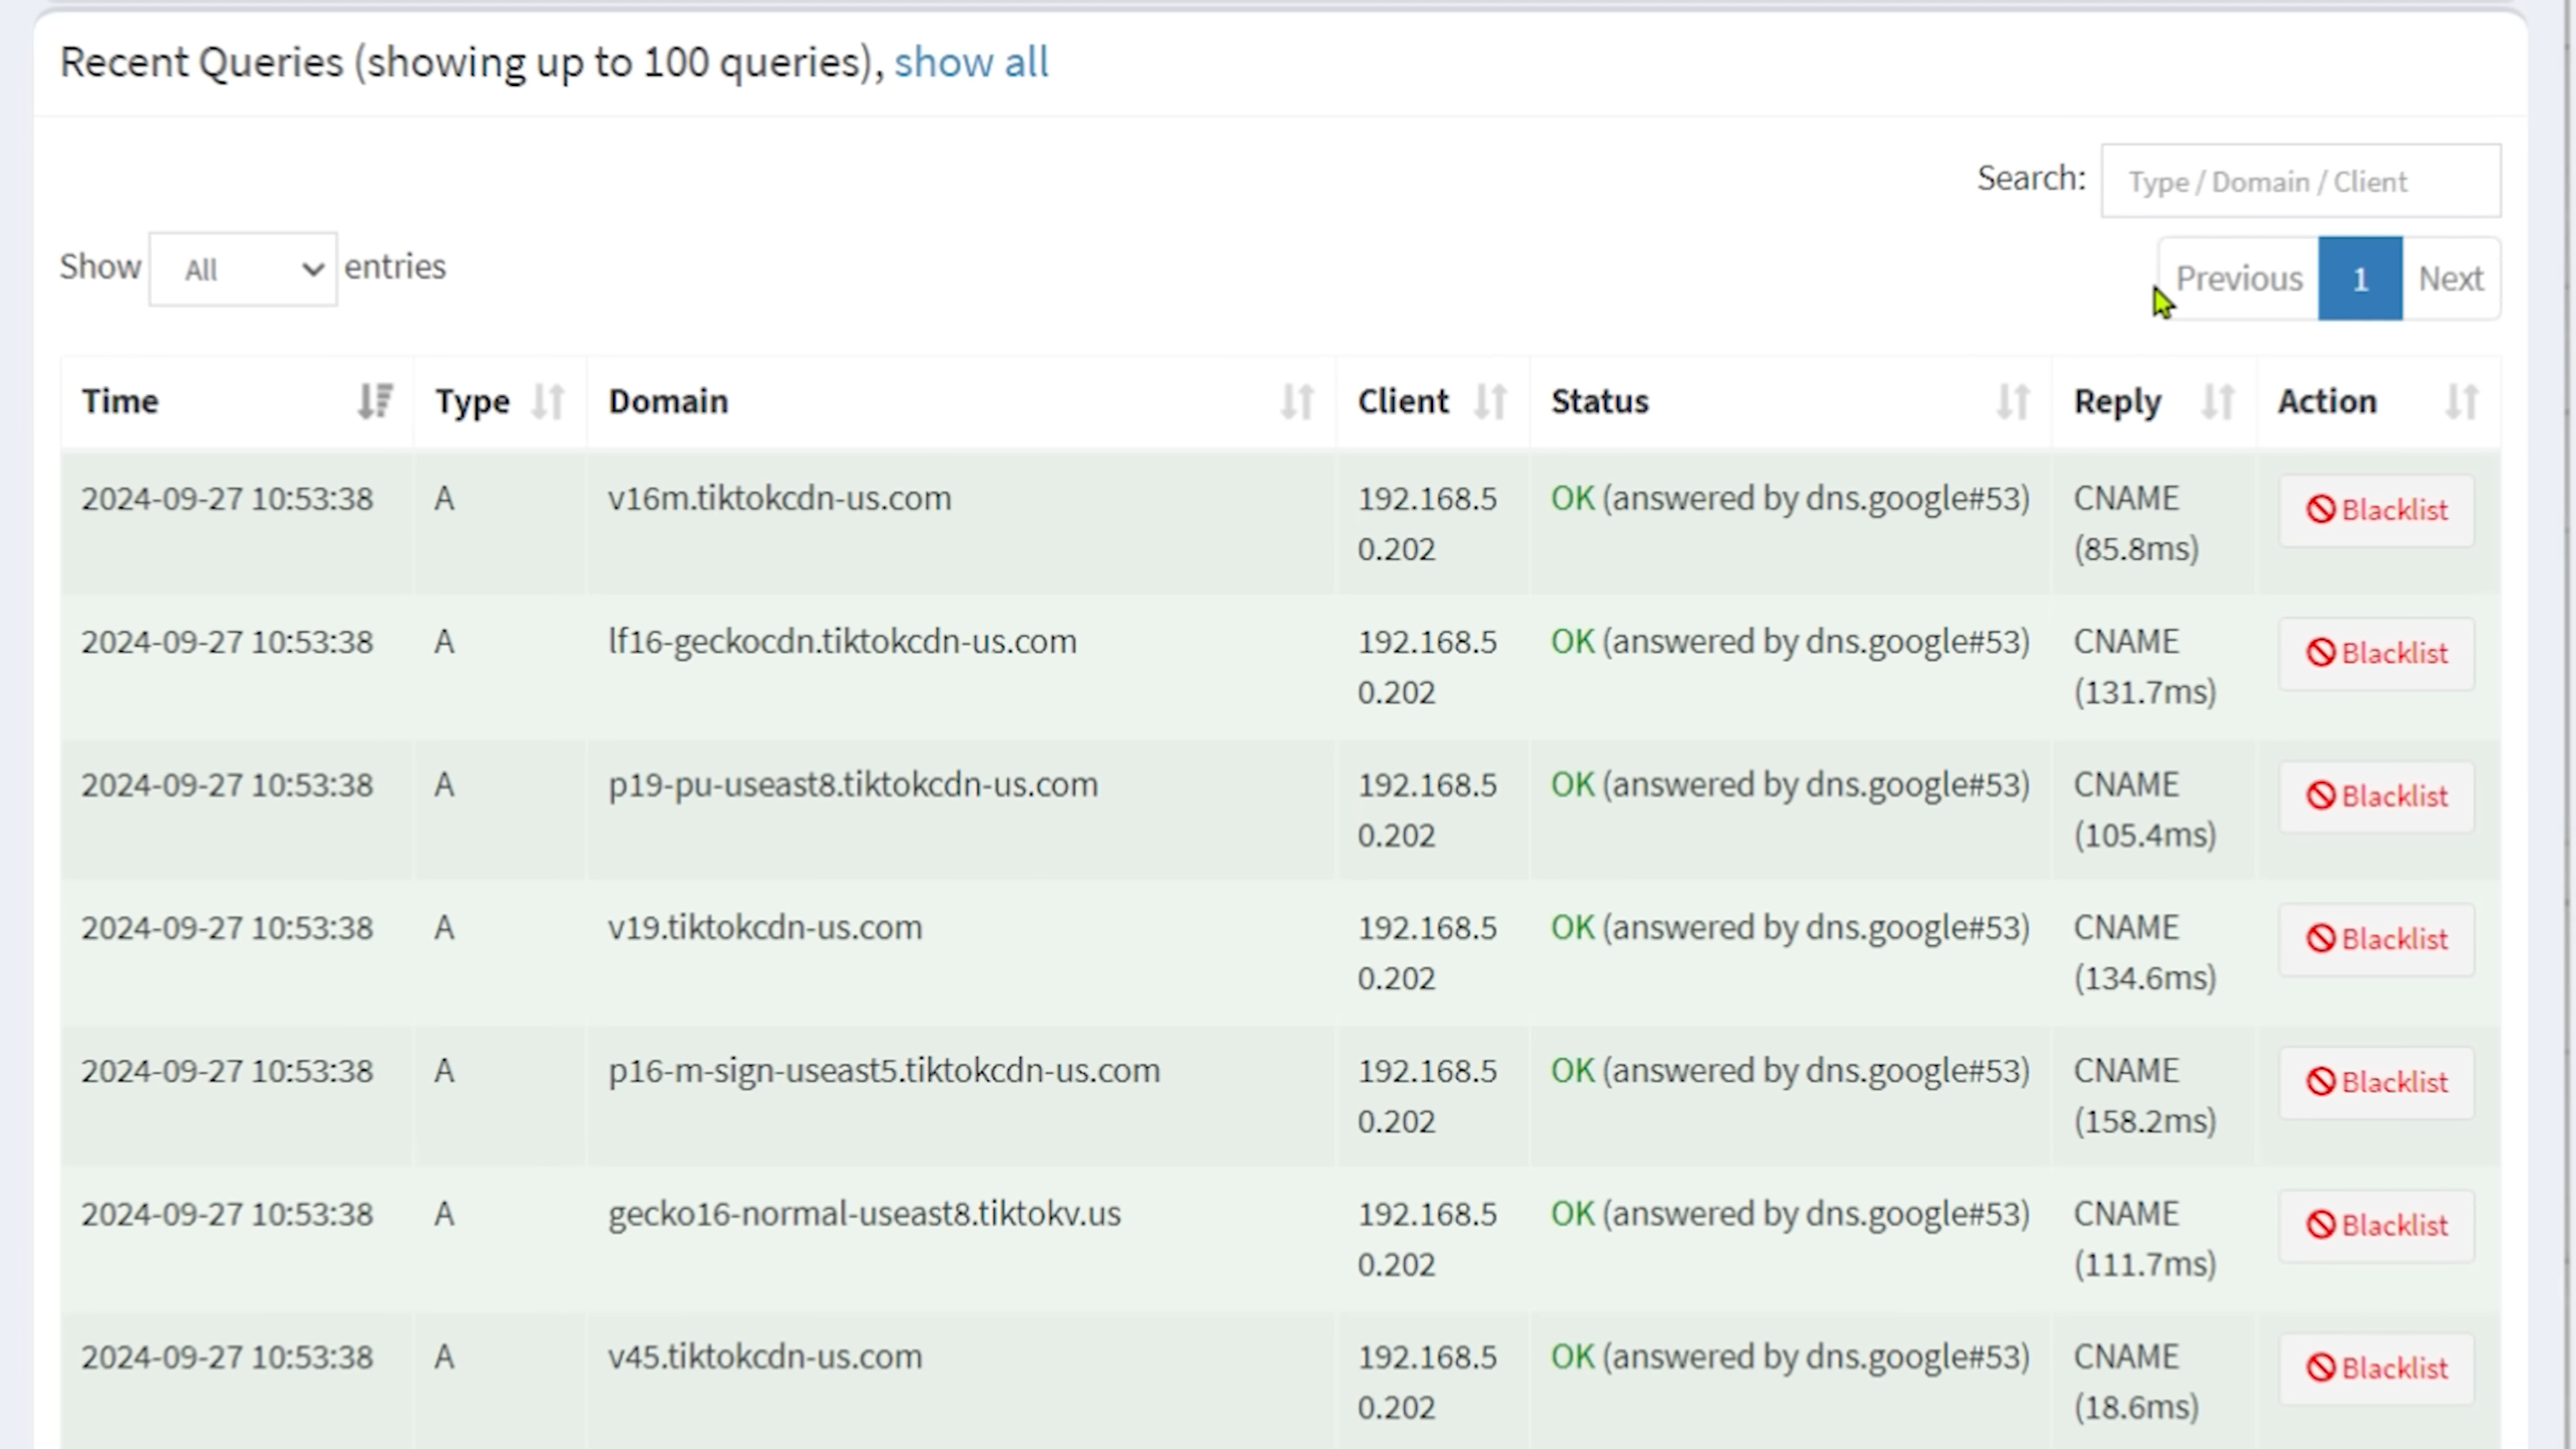 Recent Queries (showing up to 100 queries), show all
Search: Type / Domain / Client
Show All entries
Previous 1 Next
Time Type Domain Client Status Reply Action
2024-09-27 10:53:38 A v16m.tiktokcdn-us.com 192.168.5 OK (answered by dns.google#53) CNAME Blacklist
0.202 (85.8ms)
2024-09-27 10:53:38 A lf16-geckocdn.tiktokcdn-us.com 192.168.5 OK (answered by dns.google#53) CNAME Blacklist
0.202 (131.7ms)
2024-09-27 10:53:38 A p19-pu-useast8.tiktokcdn-us.com 192.168.5 OK (answered by dns.google#53) CNAME Blacklist
0.202 (105.4ms)
2024-09-27 10:53:38 A v19.tiktokcdn-us.com 192.168.5 OK (answered by dns.google#53) CNAME Blacklist
0.202 (134.6ms)
2024-09-27 10:53:38 A p16-m-sign-useast5.tiktokcdn-us.com 192.168.5 OK (answered by dns.google#53) CNAME Blacklist
0.202 (158.2ms)
2024-09-27 10:53:38 A gecko16-normal-useast8.tiktokv.us 192.168.5 OK (answered by dns.google#53) CNAME Blacklist
0.202 (111.7ms)
2024-09-27 10:53:38 A v45.tiktokcdn-us.com 192.168.5 OK (answered by dns.google#53) CNAME Blacklist
0.202 (18.6ms)